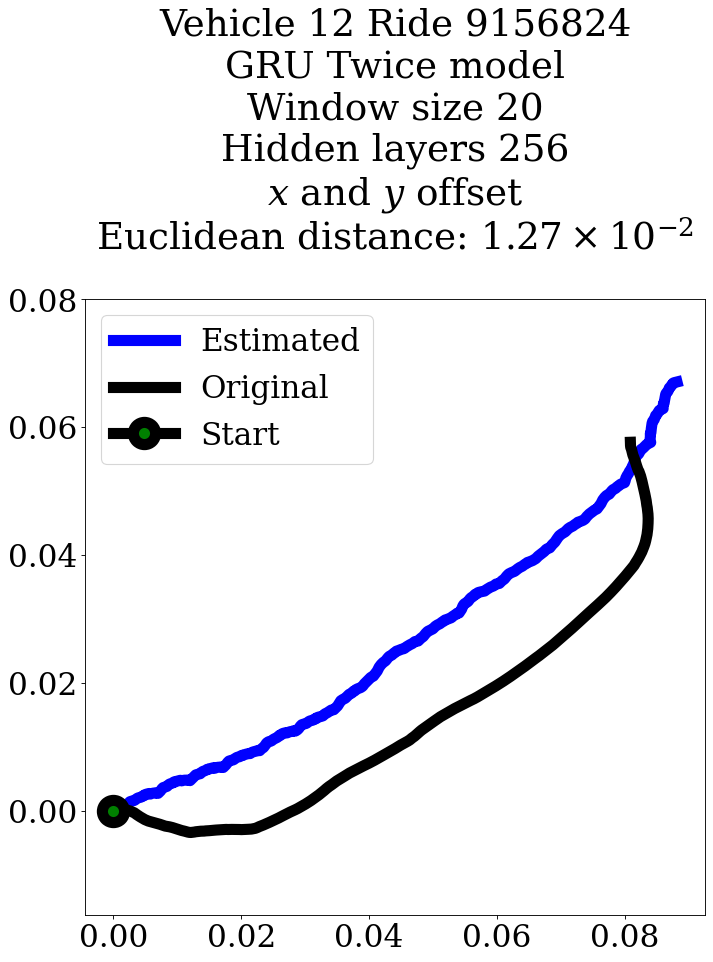 Vehicle 12 Ride 9156824
GRU Twice model
Window size 20
Hidden layers 256
x and y offset
Euclidean distance: 1.27 × 10⁻²
0.08
Estimated
Original
Start
0.06
0.04
0.02
0.00
0.00 0.02 0.04 0.06 0.08